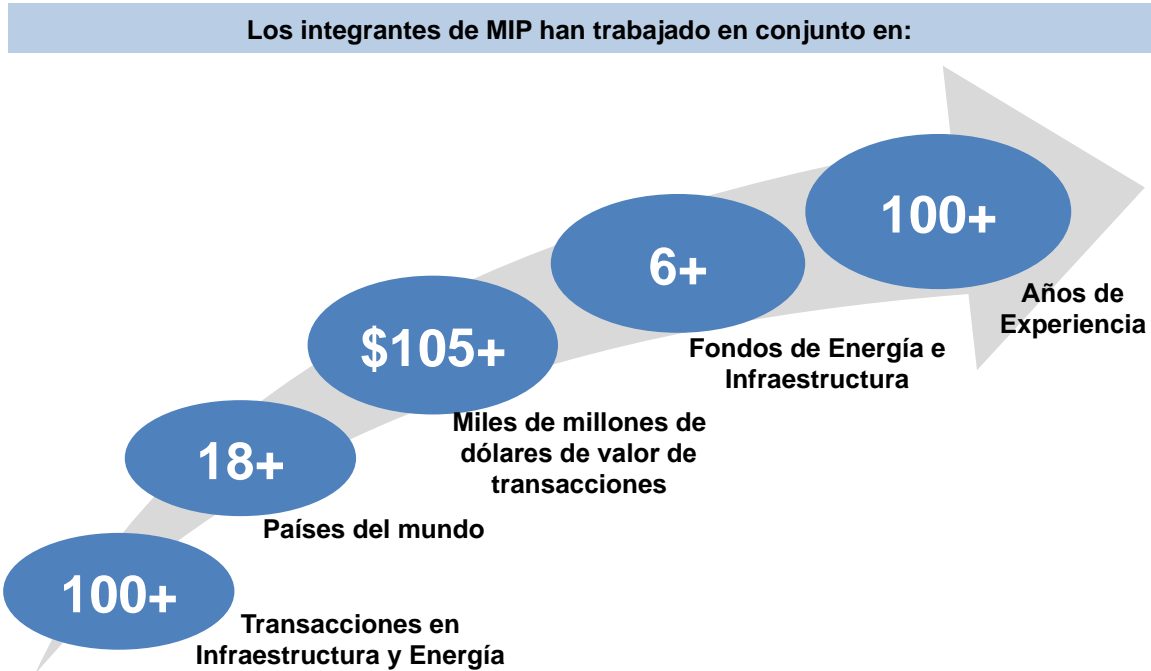 Los integrantes de MIP han trabajado en conjunto en:
100+
Años de
Experiencia
6+
Fondos de Energía e
Infraestructura
$105+
Miles de millones de
dólares de valor de
transacciones
18+
Países del mundo
100+
Transacciones en
Infraestructura y Energía